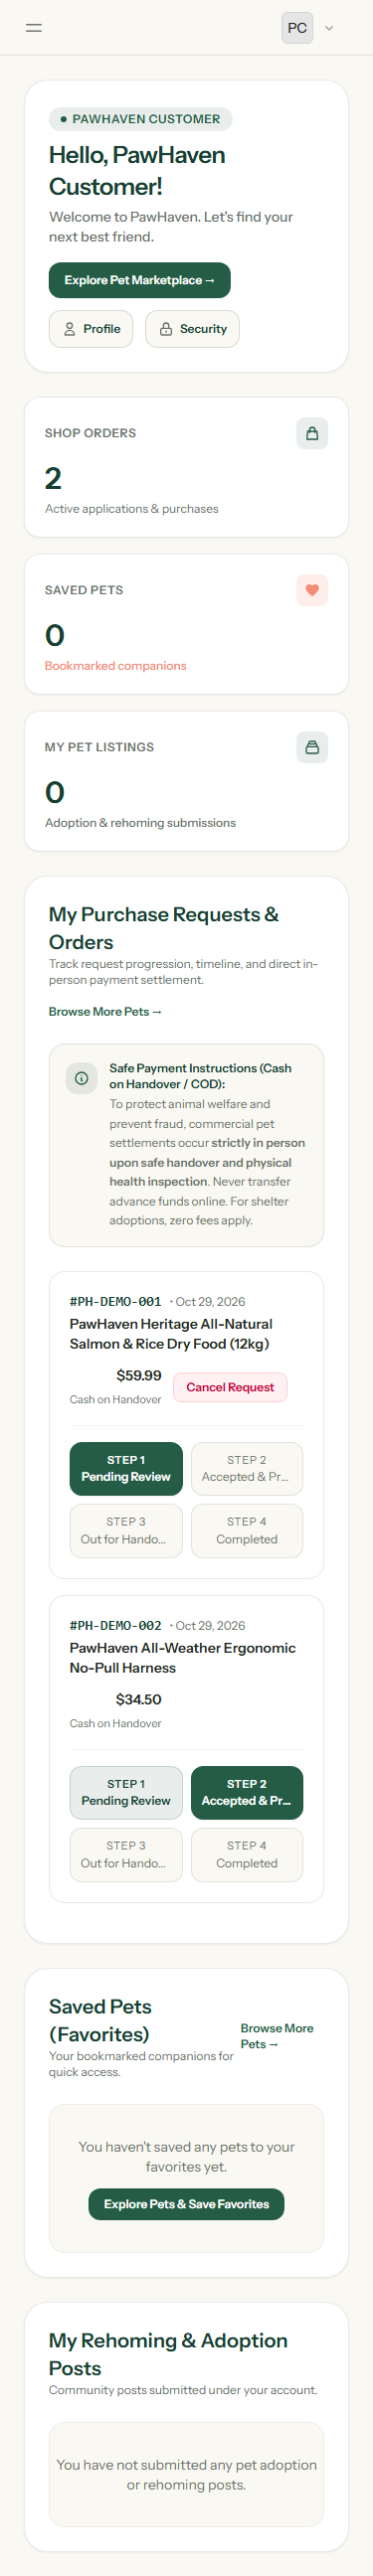 PC
PAWHAVEN CUSTOMER
Hello, PawHaven
Customer!
Welcome to PawHaven. Let's find your
next best friend.
Explore Pet Marketplace →
Profile
Security
SHOP ORDERS
2
Active applications & purchases
SAVED PETS
0
Bookmarked companions
MY PET LISTINGS
0
Adoption & rehoming submissions
My Purchase Requests &
Orders
Track request progression, timeline, and direct in-
person payment settlement.
Browse More Pets →
Safe Payment Instructions (Cash
on Handover / COD):
To protect animal welfare and
prevent fraud, commercial pet
settlements occur strictly in person
upon safe handover and physical
health inspection. Never transfer
advance funds online. For shelter
adoptions, zero fees apply.
#PH-DEMO-001 • Oct 29, 2026
PawHaven Heritage All-Natural
Salmon & Rice Dry Food (12kg)
$59.99
Cash on Handover
Cancel Request
STEP 1
Pending Review
STEP 2
Accepted & Pr...
STEP 3
Out for Hando...
STEP 4
Completed
#PH-DEMO-002 • Oct 29, 2026
PawHaven All-Weather Ergonomic
No-Pull Harness
$34.50
Cash on Handover
STEP 1
Pending Review
STEP 2
Accepted & Pr...
STEP 3
Out for Hando...
STEP 4
Completed
Saved Pets
(Favorites)
Your bookmarked companions for
quick access.
Browse More
Pets →
You haven't saved any pets to your
favorites yet.
Explore Pets & Save Favorites
My Rehoming & Adoption
Posts
Community posts submitted under your account.
You have not submitted any pet adoption
or rehoming posts.